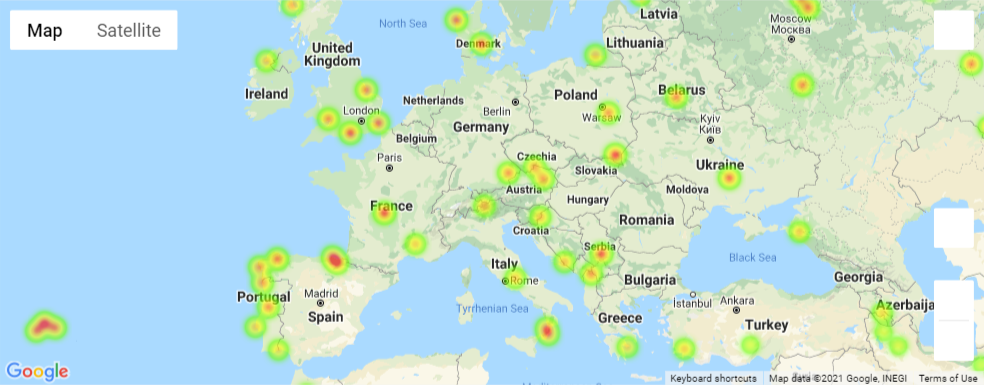 Map
Satellite
North Sea
Latvia
Moscow
Москва
Denmark
Lithuania
United
Kingdom
Ireland
Belarus
Netherlands
Poland
Berlin
London
Warsaw
Kyiv
Київ
Germany
Belgium
Paris
Czechia
Ukraine
Slovakia
Austria
Moldova
Hungary
France
Romania
Croatia
Serbia
Black Sea
Italy
Rome
Bulgaria
Georgia
Portugal
Madrid
Spain
İstanbul
Ankara
Azerbaija
Tyrrhenian Sea
Greece
Turkey
Google
Keyboard shortcuts
Map data ©2021 Google, INEGI
Terms of Use